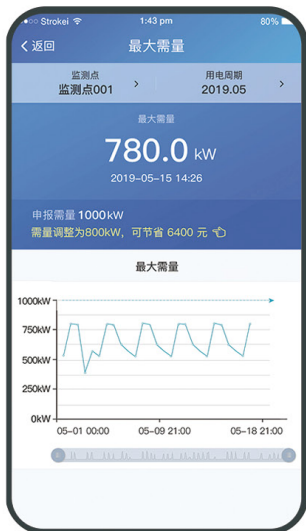 Strokei 1:43 pm 80%
返回 最大需量
监测点 用电周期
监测点001 2019.05
最大需量
780.0 kW
2019-05-15 14:26
申报需量 1000kW
需量调整为800kW，可节省 6400 元
最大需量
1000kW
750kW
500kW
250kW
0kW
05-01 00:00 05-09 21:00 05-18 21:00